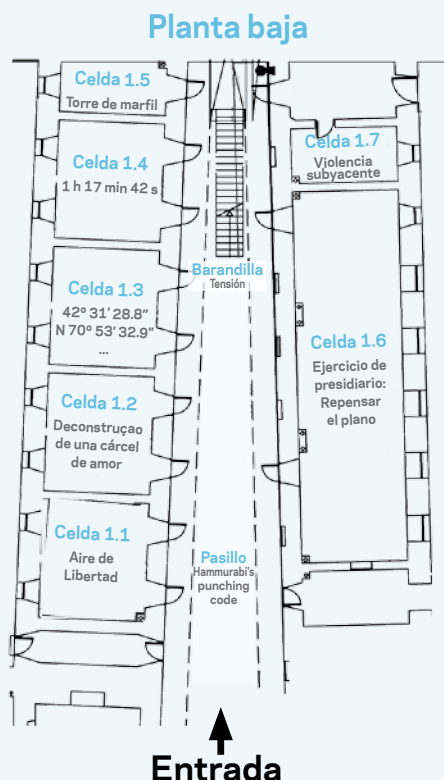 Planta baja
Celda 1.5
Torre de marfil
Celda 1.4
1 h 17 min 42 s
Celda 1.7
Violencia
subyacente
Barandilla
Tensión
Celda 1.3
42º 31’ 28.8”
N 70º 53’ 32.9”
...
Celda 1.6
Ejercicio de
presidiario:
Repensar
el plano
Celda 1.2
Deconstruçao
de una cárcel
de amor
Celda 1.1
Aire de
Libertad
Pasillo
Hammurabi’s
punching
code
Entrada